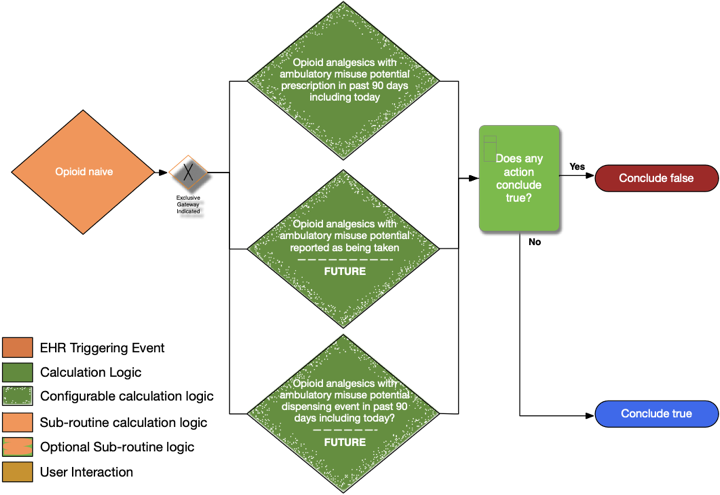 Opioid analgesics with
ambulatory misuse potential
prescription in past 90 days
including today
Opioid naive
X
Exclusive
Gateway
Indicated
Does any
action
conclude
true?
Yes
Conclude false
No
Opioid analgesics with
ambulatory misuse potential
reported as being taken
FUTURE
Opioid analgesics with
ambulatory misuse potential
dispensing event in past 90
days including today?
FUTURE
Conclude true
EHR Triggering Event
Calculation Logic
Configurable calculation logic
Sub-routine calculation logic
Optional Sub-routine logic
User Interaction